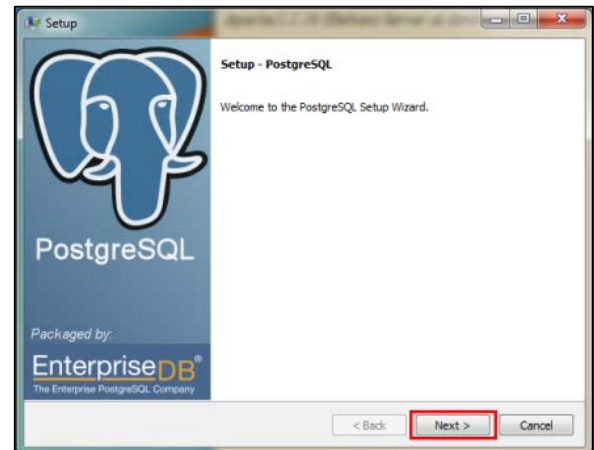 Setup
Setup - PostgreSQL
Welcome to the PostgreSQL Setup Wizard.
PostgreSQL
Packaged by:
EnterpriseDB®
The Enterprise PostgreSQL Company
< Back
Next >
Cancel